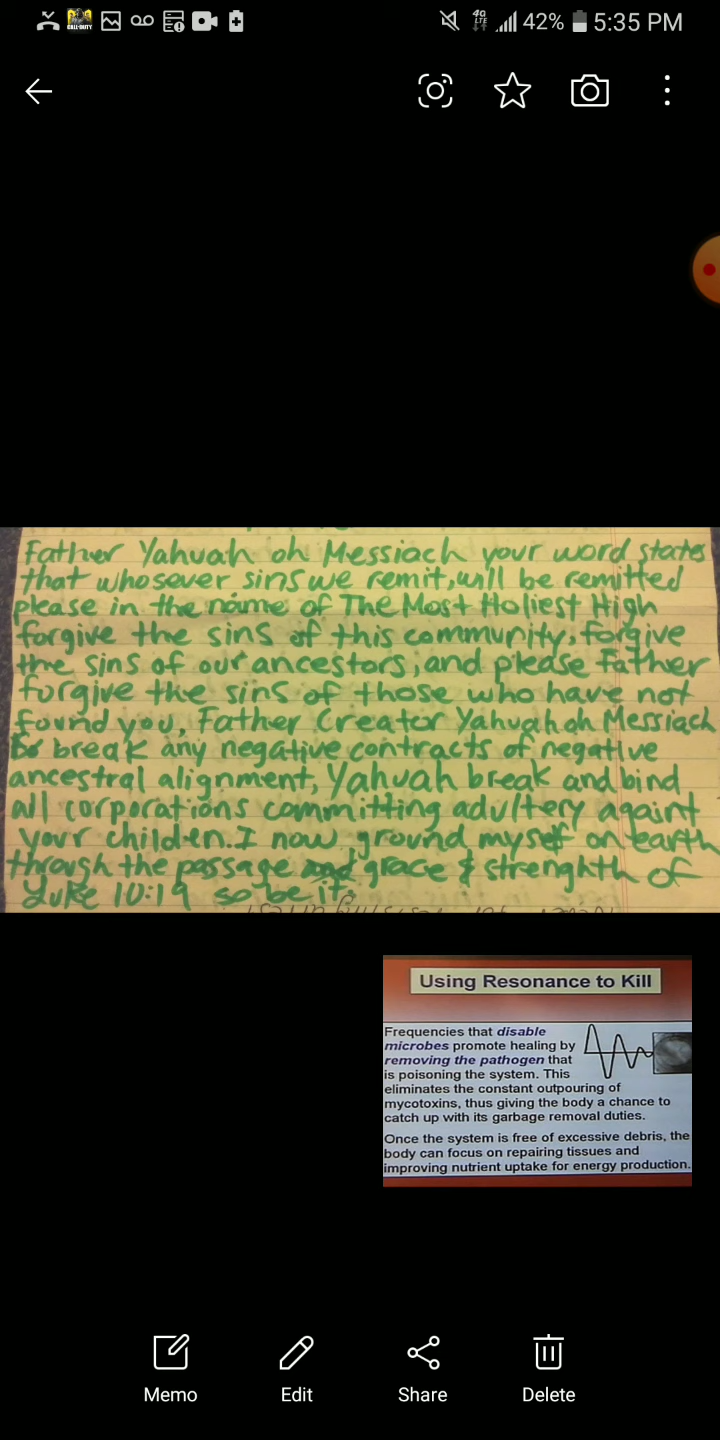 CALL·DUTY
4G
LTE
42%
5:35 PM
Father Yahuah oh Messiach your word states
that whosever sins we remit, will be remitted
please in the name of The Most Holiest High
forgive the sins of this community, forgive
the sins of our ancestors, and please Father
forgive the sins of those who have not
found you, Father Creator Yahuah oh Messiach
break any negative contracts of negative
ancestral alignment, Yahuah break and bind
all corporations committing adultery againt
your children. I now ground myself on earth
through the passage and grace & strenghth of
Luke 10:19 so be it.
Using Resonance to Kill
Frequencies that disable
microbes promote healing by
removing the pathogen that
is poisoning the system. This
eliminates the constant outpouring of
mycotoxins, thus giving the body a chance to
catch up with its garbage removal duties.
Once the system is free of excessive debris, the
body can focus on repairing tissues and
improving nutrient uptake for energy production.
Memo
Edit
Share
Delete